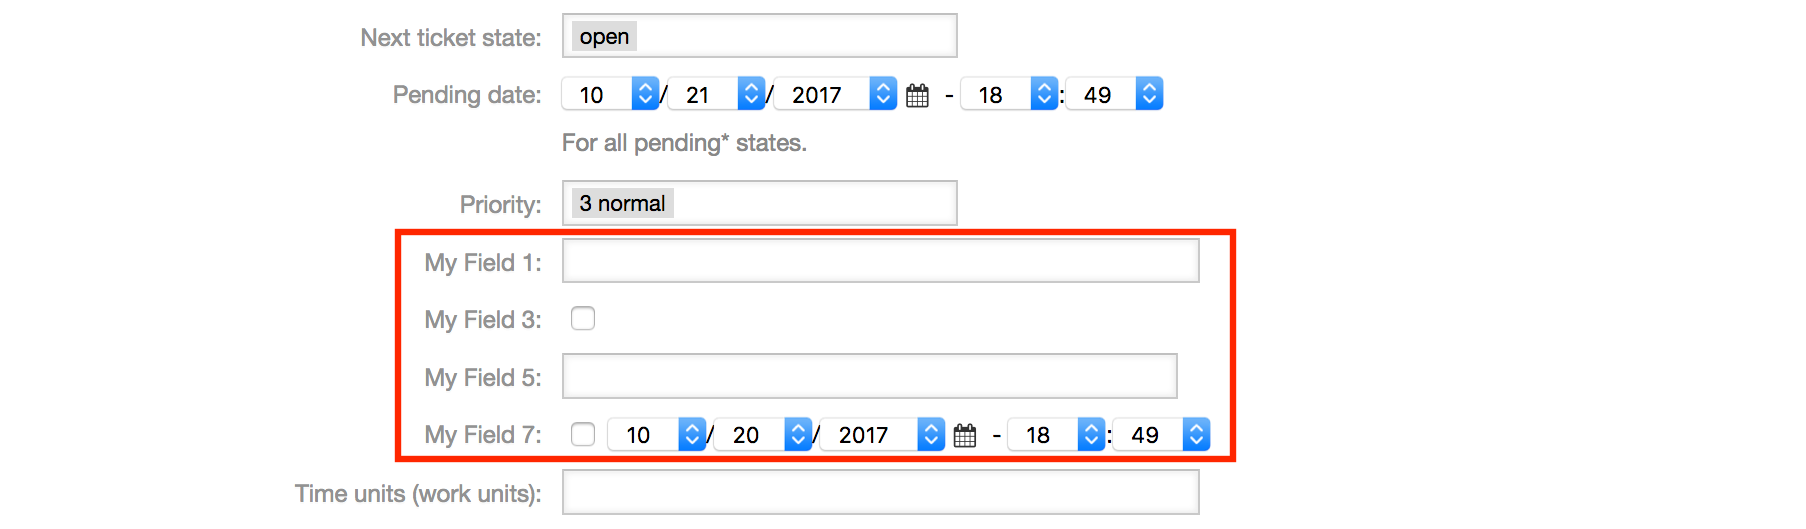 Next ticket state: open
Pending date: 10 / 21 / 2017 - 18 : 49
For all pending* states.
Priority: 3 normal
My Field 1:
My Field 3:
My Field 5:
My Field 7: 10 / 20 / 2017 - 18 : 49
Time units (work units):